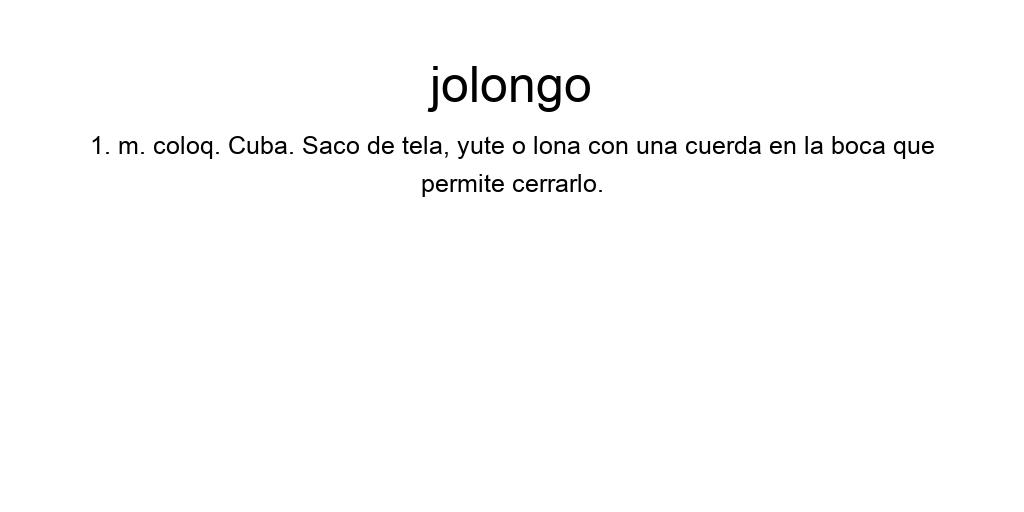 jolongo
1. m. coloq. Cuba. Saco de tela, yute o lona con una cuerda en la boca que
permite cerrarlo.